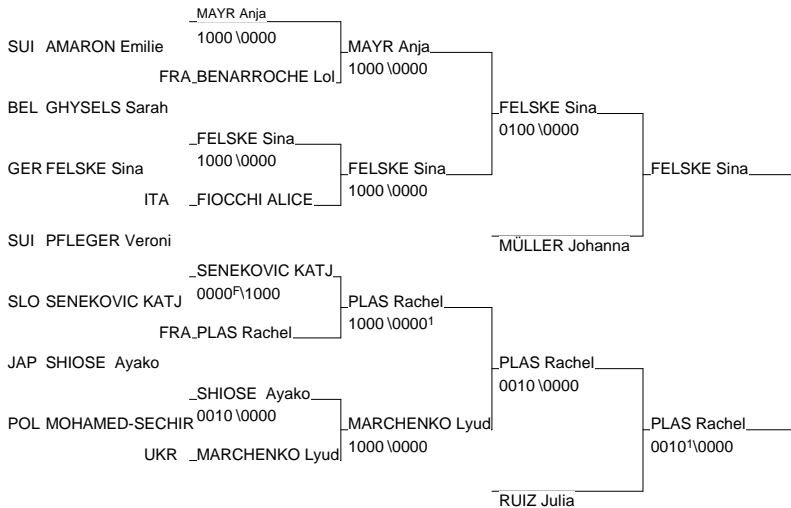 MAYR Anja
1000 \0000
SUI AMARON Emilie
MAYR Anja
1000 \0000
FRA BENARROCHE Lol
BEL GHYSELS Sarah
FELSKE Sina
0100 \0000
FELSKE Sina
1000 \0000
GER FELSKE Sina
FELSKE Sina
1000 \0000
FELSKE Sina
ITA FIOCCHI ALICE
SUI PFLEGER Veroni
MÜLLER Johanna
SENEKOVIC KATJ
0000F\1000
SLO SENEKOVIC KATJ
PLAS Rachel
1000 \00001
FRA PLAS Rachel
JAP SHIOSE Ayako
PLAS Rachel
0010 \0000
SHIOSE Ayako
0010 \0000
POL MOHAMED-SECHIR
MARCHENKO Lyud
1000 \0000
PLAS Rachel
00101\0000
UKR MARCHENKO Lyud
RUIZ Julia